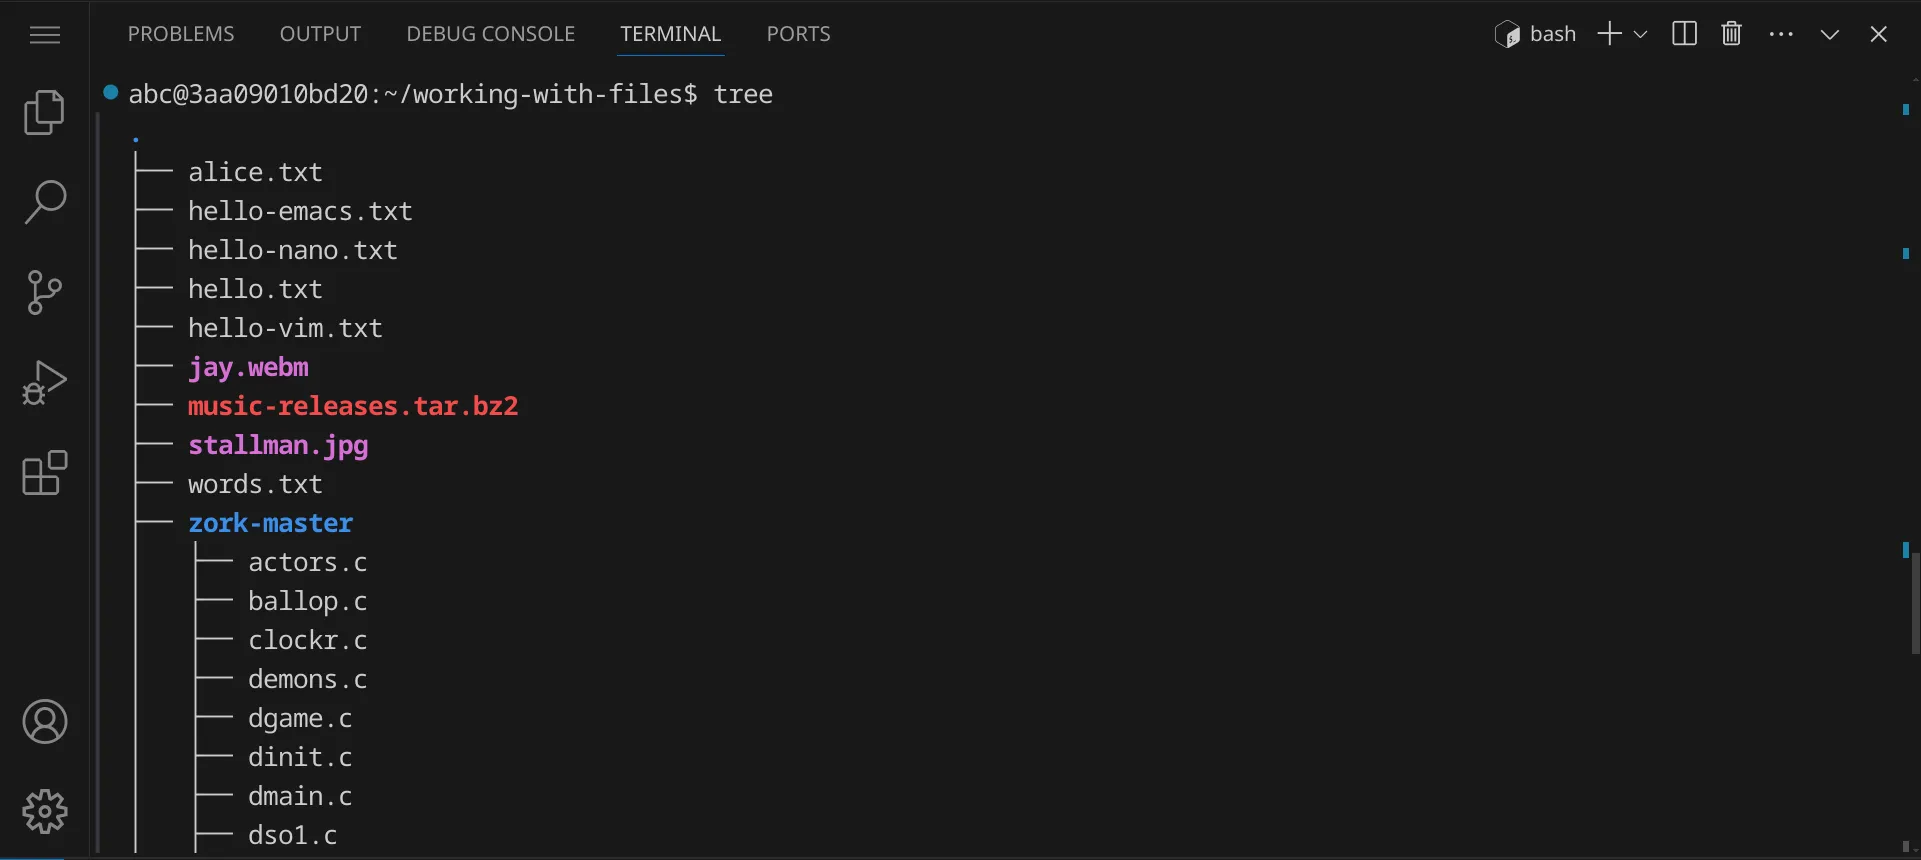 PROBLEMS OUTPUT DEBUG CONSOLE TERMINAL PORTS bash
abc@3aa09010bd20:~/working-with-files$ tree
.
├── alice.txt
├── hello-emacs.txt
├── hello-nano.txt
├── hello.txt
├── hello-vim.txt
├── jay.webm
├── music-releases.tar.bz2
├── stallman.jpg
├── words.txt
├── zork-master
│   ├── actors.c
│   ├── ballop.c
│   ├── clockr.c
│   ├── demons.c
│   ├── dgame.c
│   ├── dinit.c
│   ├── dmain.c
│   ├── dso1.c